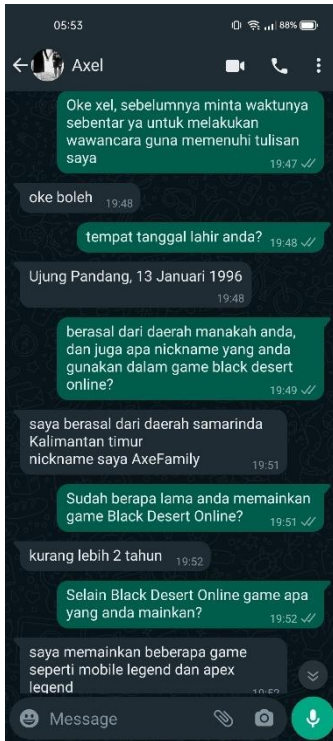 05:53
88%
Axel
Oke xel, sebelumnya minta waktunya
sebentar ya untuk melakukan
wawancara guna memenuhi tulisan
saya
19:47
oke boleh 19:48
tempat tanggal lahir anda? 19:48
Ujung Pandang, 13 Januari 1996
19:48
berasal dari daerah manakah anda,
dan juga apa nickname yang anda
gunakan dalam game black desert
online?
19:49
saya berasal dari daerah samarinda
Kalimantan timur
nickname saya AxeFamily
19:51
Sudah berapa lama anda memainkan
game Black Desert Online?
19:51
kurang lebih 2 tahun 19:52
Selain Black Desert Online game apa
yang anda mainkan?
19:52
saya memainkan beberapa game
seperti mobile legend dan apex
legend
Message